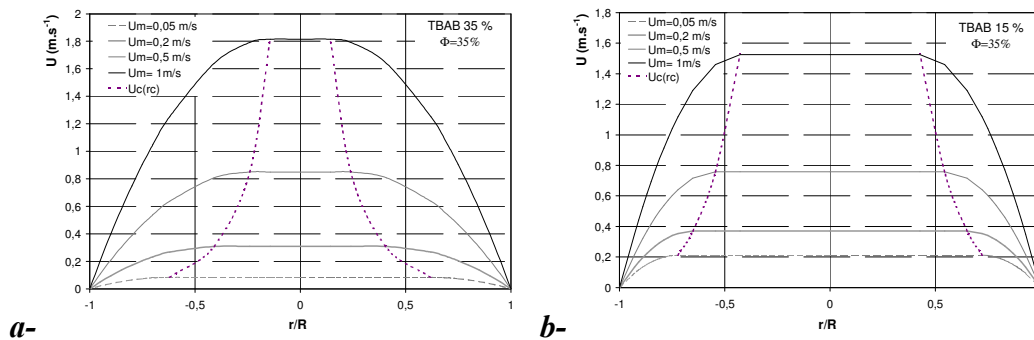 U (m.s⁻¹)
2
1,8
1,6
1,4
1,2
1
0,8
0,6
0,4
0,2
0
-1
-0,5
0
0,5
1
r/R
Um=0,05 m/s
Um=0,2 m/s
Um=0,5 m/s
Um= 1m/s
Uc(rc)
TBAB 35 %
Φ=35%
a-
U (m.s⁻¹)
1,8
1,6
1,4
1,2
1
0,8
0,6
0,4
0,2
0
-1
-0,5
0
0,5
r/R
Um=0,05 m/s
Um=0,2 m/s
Um=0,5 m/s
Um= 1m/s
Uc(rc)
TBAB 15 %
Φ=35%
b-